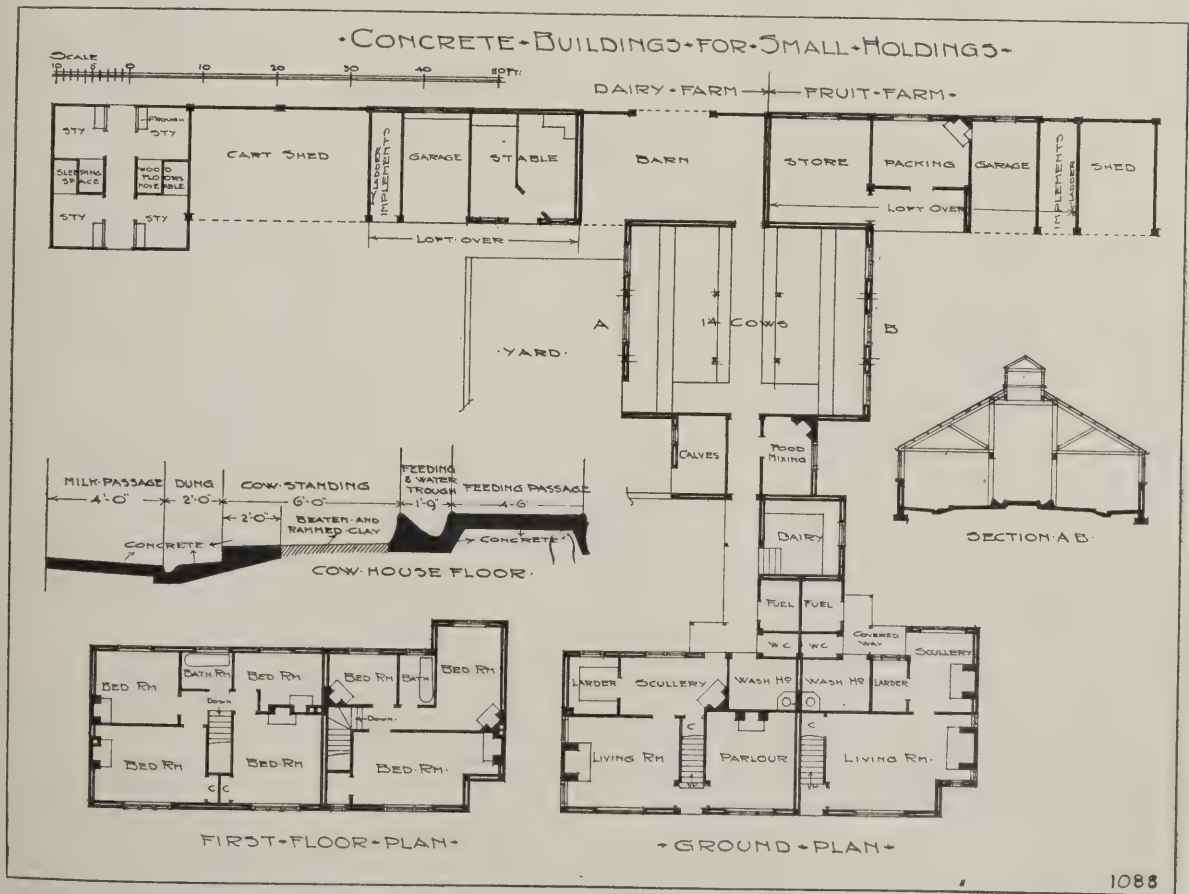 ·CONCRETE·BUILDINGS·FOR·SMALL·HOLDINGS·
SCALE
10 5 0 10 20 30 40 50 FT:
DAIRY·FARM
FRUIT·FARM·
STY
TROUGH
STY
SLEEPING
SPACE
WOOD
FLOORS
MOVEABLE
STY
STY
CART SHED
LADDER
IMPLEMENTS
GARAGE
STABLE
LOFT·OVER
BARN
STORE
PACKING
GARAGE
IMPLEMENTS
LADDER
SHED
LOFT OVER
A
14 COWS
B
·YARD·
CALVES
FOOD
MIXING
DAIRY
FUEL
FUEL
WC
WC
COVERED
WAY
SECTION·A B·
MILK·PASSAGE
4'-0"
DUNG
2'-0"
COW·STANDING
6'-0"
FEEDING
& WATER
TROUGH
1'-9"
FEEDING PASSAGE
4-6"
2'-0"
BEATEN·AND
RAMMED·CLAY
CONCRETE
CONCRETE
COW·HOUSE FLOOR·
BED RM
BATH RM
BED RM
DOWN
BED RM
BED·RM
C
C
BED RM
BATH
BED RM
DOWN·
BED·RM·
FIRST·FLOOR·PLAN·
LARDER
SCULLERY
WASH HO
WASH HO
LARDER
SCULLERY
LIVING RM
C
UP
PARLOUR
C
UP
LIVING RM·
·GROUND·PLAN·
1088